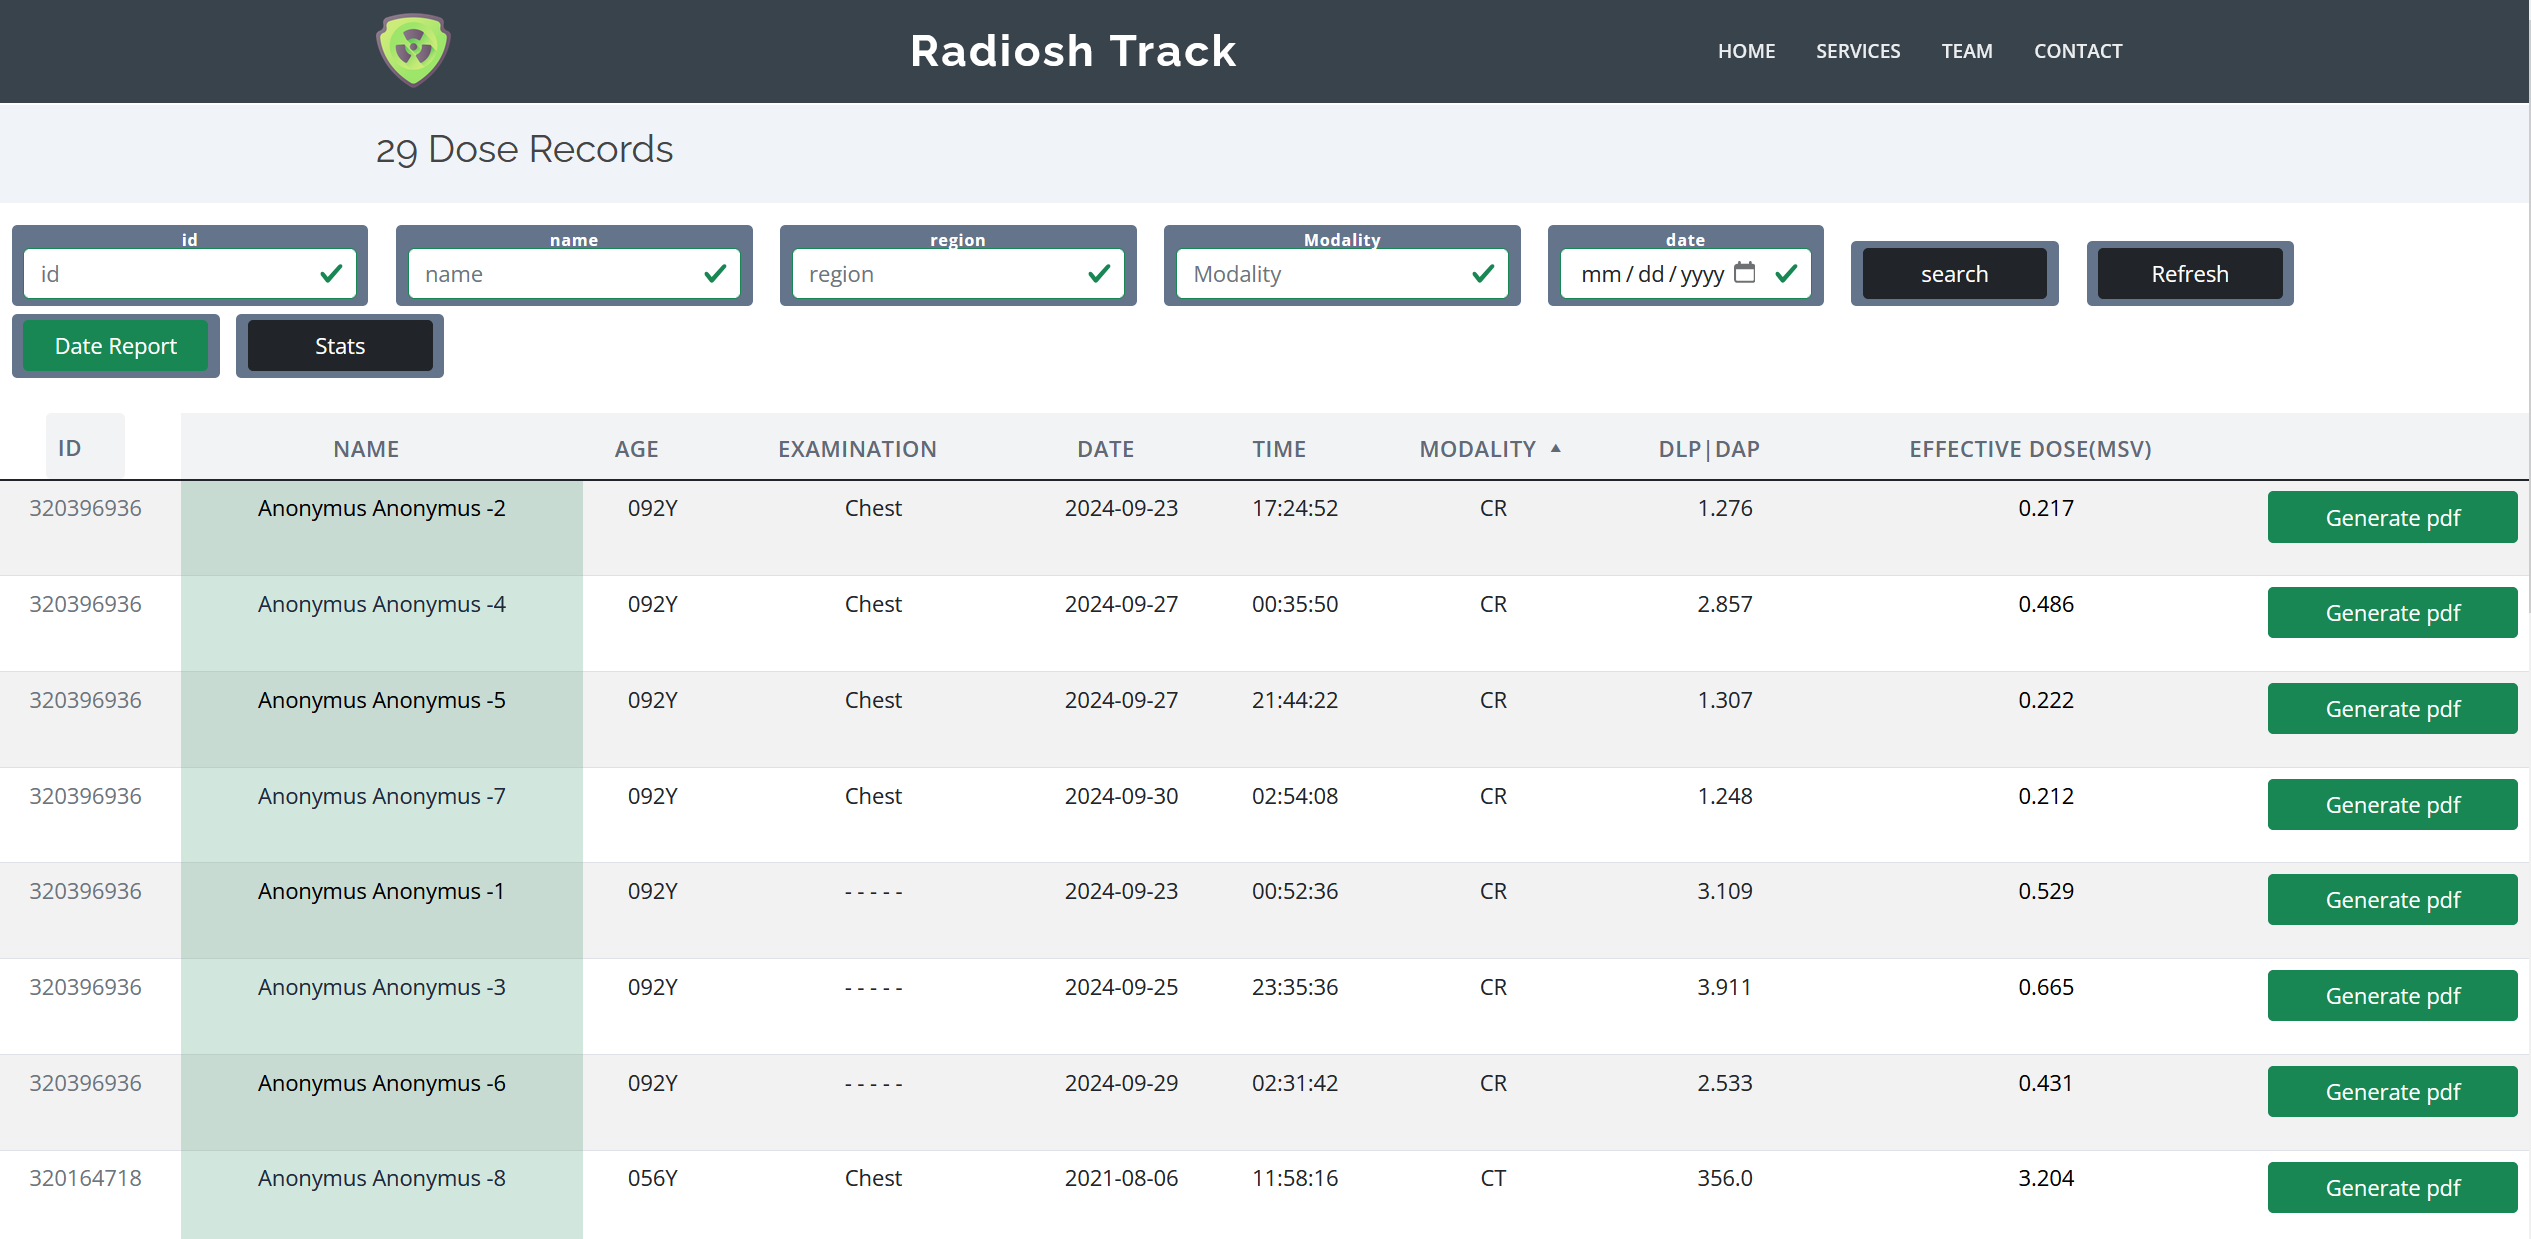 Radiosh Track HOME SERVICES TEAM CONTACT
29 Dose Records
id name region Modality date
id name region Modality mm/dd/yyyy search Refresh
Date Report Stats
ID NAME AGE EXAMINATION DATE TIME MODALITY ▲ DLP|DAP EFFECTIVE DOSE(MSV)
320396936 Anonymus Anonymus -2 092Y Chest 2024-09-23 17:24:52 CR 1.276 0.217 Generate pdf
320396936 Anonymus Anonymus -4 092Y Chest 2024-09-27 00:35:50 CR 2.857 0.486 Generate pdf
320396936 Anonymus Anonymus -5 092Y Chest 2024-09-27 21:44:22 CR 1.307 0.222 Generate pdf
320396936 Anonymus Anonymus -7 092Y Chest 2024-09-30 02:54:08 CR 1.248 0.212 Generate pdf
320396936 Anonymus Anonymus -1 092Y - - - - - 2024-09-23 00:52:36 CR 3.109 0.529 Generate pdf
320396936 Anonymus Anonymus -3 092Y - - - - - 2024-09-25 23:35:36 CR 3.911 0.665 Generate pdf
320396936 Anonymus Anonymus -6 092Y - - - - - 2024-09-29 02:31:42 CR 2.533 0.431 Generate pdf
320164718 Anonymus Anonymus -8 056Y Chest 2021-08-06 11:58:16 CT 356.0 3.204 Generate pdf